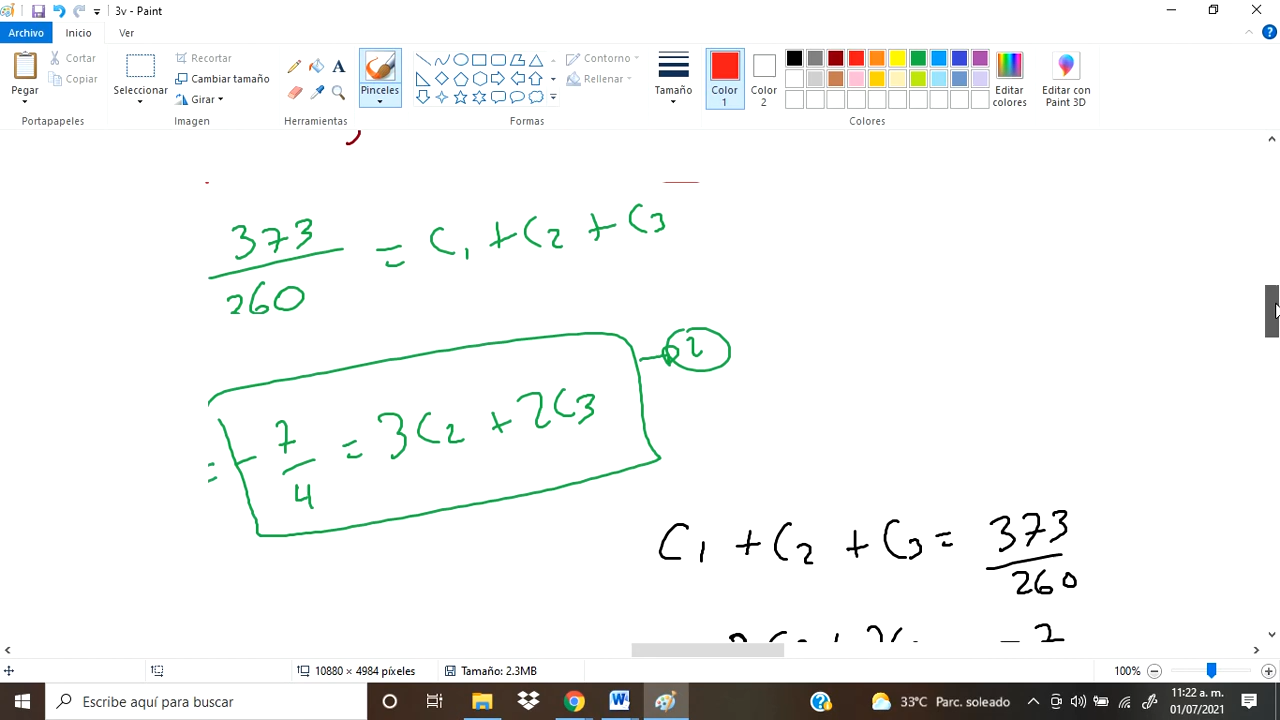 3v - Paint
Archivo Inicio Ver
Pegar
Cortar
Copiar
Portapapeles
Seleccionar
Recortar
Cambiar tamaño
Girar
Imagen
A
Herramientas
Pinceles
Contorno
Rellenar
Formas
Tamaño
Color 1
Color 2
Editar colores
Editar con Paint 3D
Colores
373/260 = C1 + C2 + C3
2
= -7/4 = 3C2 + 2C3
C1 + C2 + C3 = 373/260
10880 × 4984 píxeles
Tamaño: 2.3MB
100%
Escribe aquí para buscar
33°C Parc. soleado
11:22 a. m.
01/07/2021